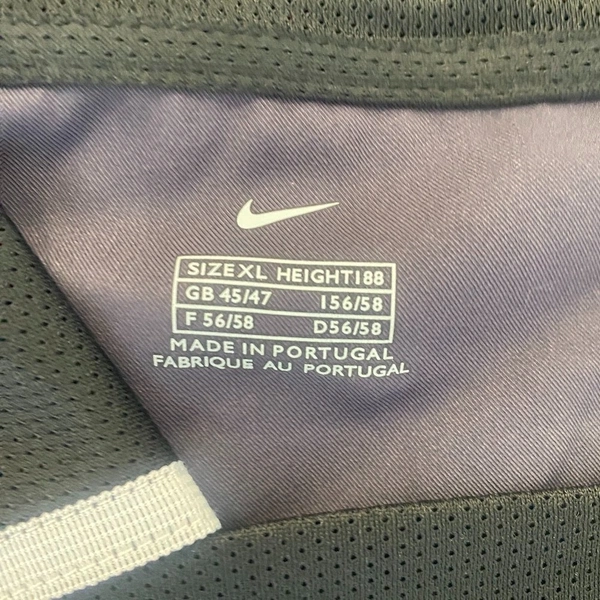 SIZE XL HEIGHT 188
GB 45/47 I 56/58
F 56/58 D 56/58
MADE IN PORTUGAL
FABRIQUE AU PORTUGAL